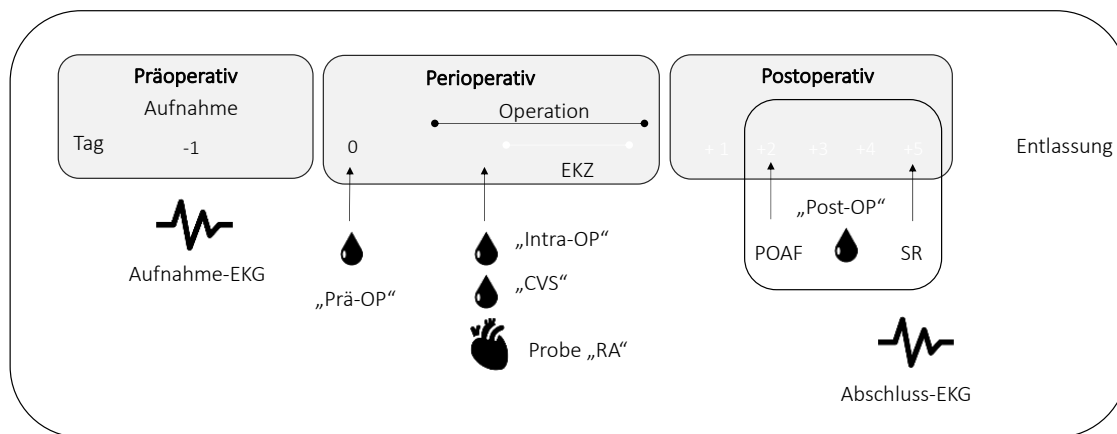 Präoperativ
Aufnahme
Tag
-1
Aufnahme-EKG
Perioperativ
Operation
0
EKZ
„Prä-OP“
„Intra-OP“
„CVS“
Probe „RA“
Postoperativ
+ 1 +2 +3 +4 +5
„Post-OP“
POAF
SR
Entlassung
Abschluss-EKG